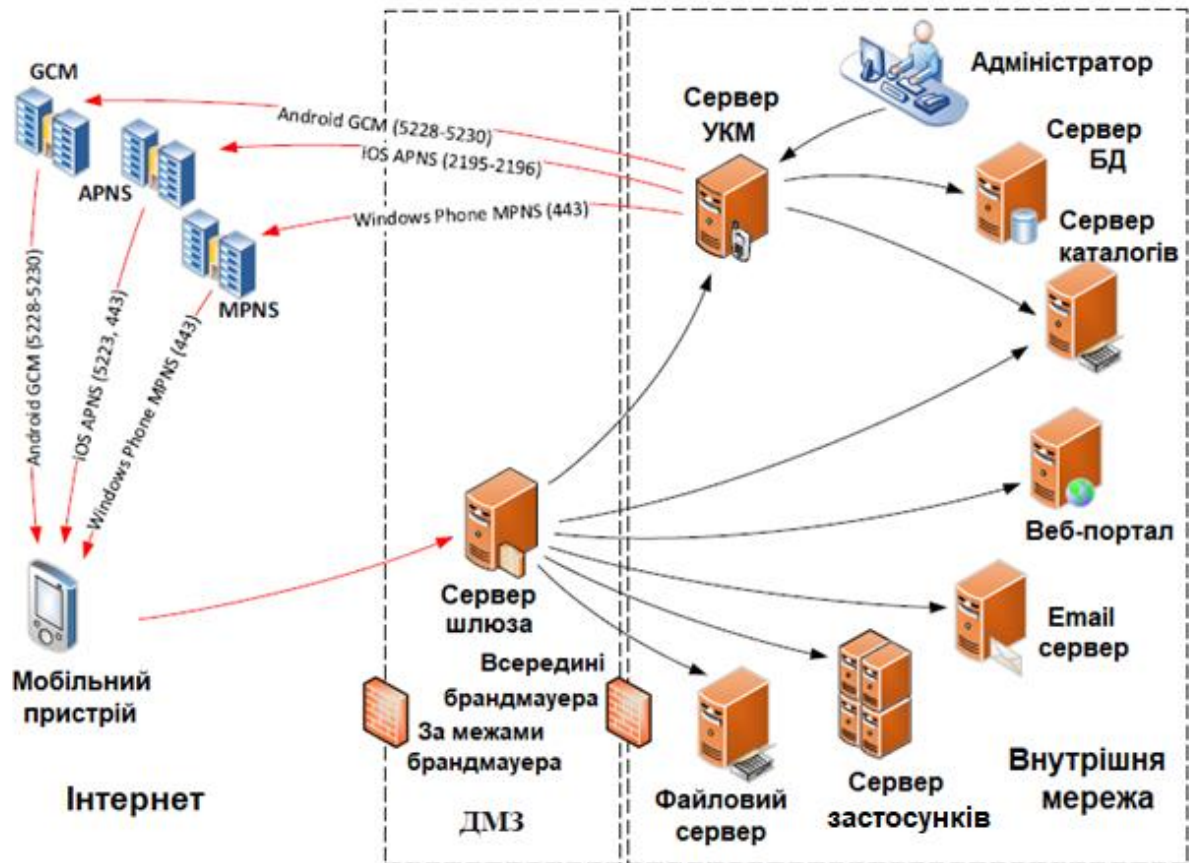 GCM
APNS
MPNS
Android GCM (5228-5230)
iOS APNS (2195-2196)
Windows Phone MPNS (443)
Android GCM (5228-5230)
iOS APNS (5223, 443)
Windows Phone MPNS (443)
Сервер
УКМ
Адміністратор
Сервер
БД
Сервер
каталогів
Веб-портал
Email
сервер
Сервер
шлюза
Всередині
брандмауера
За межами
брандмауера
Мобільний
пристрій
Інтернет
ДМЗ
Файловий
сервер
Сервер
застосунків
Внутрішня
мережа